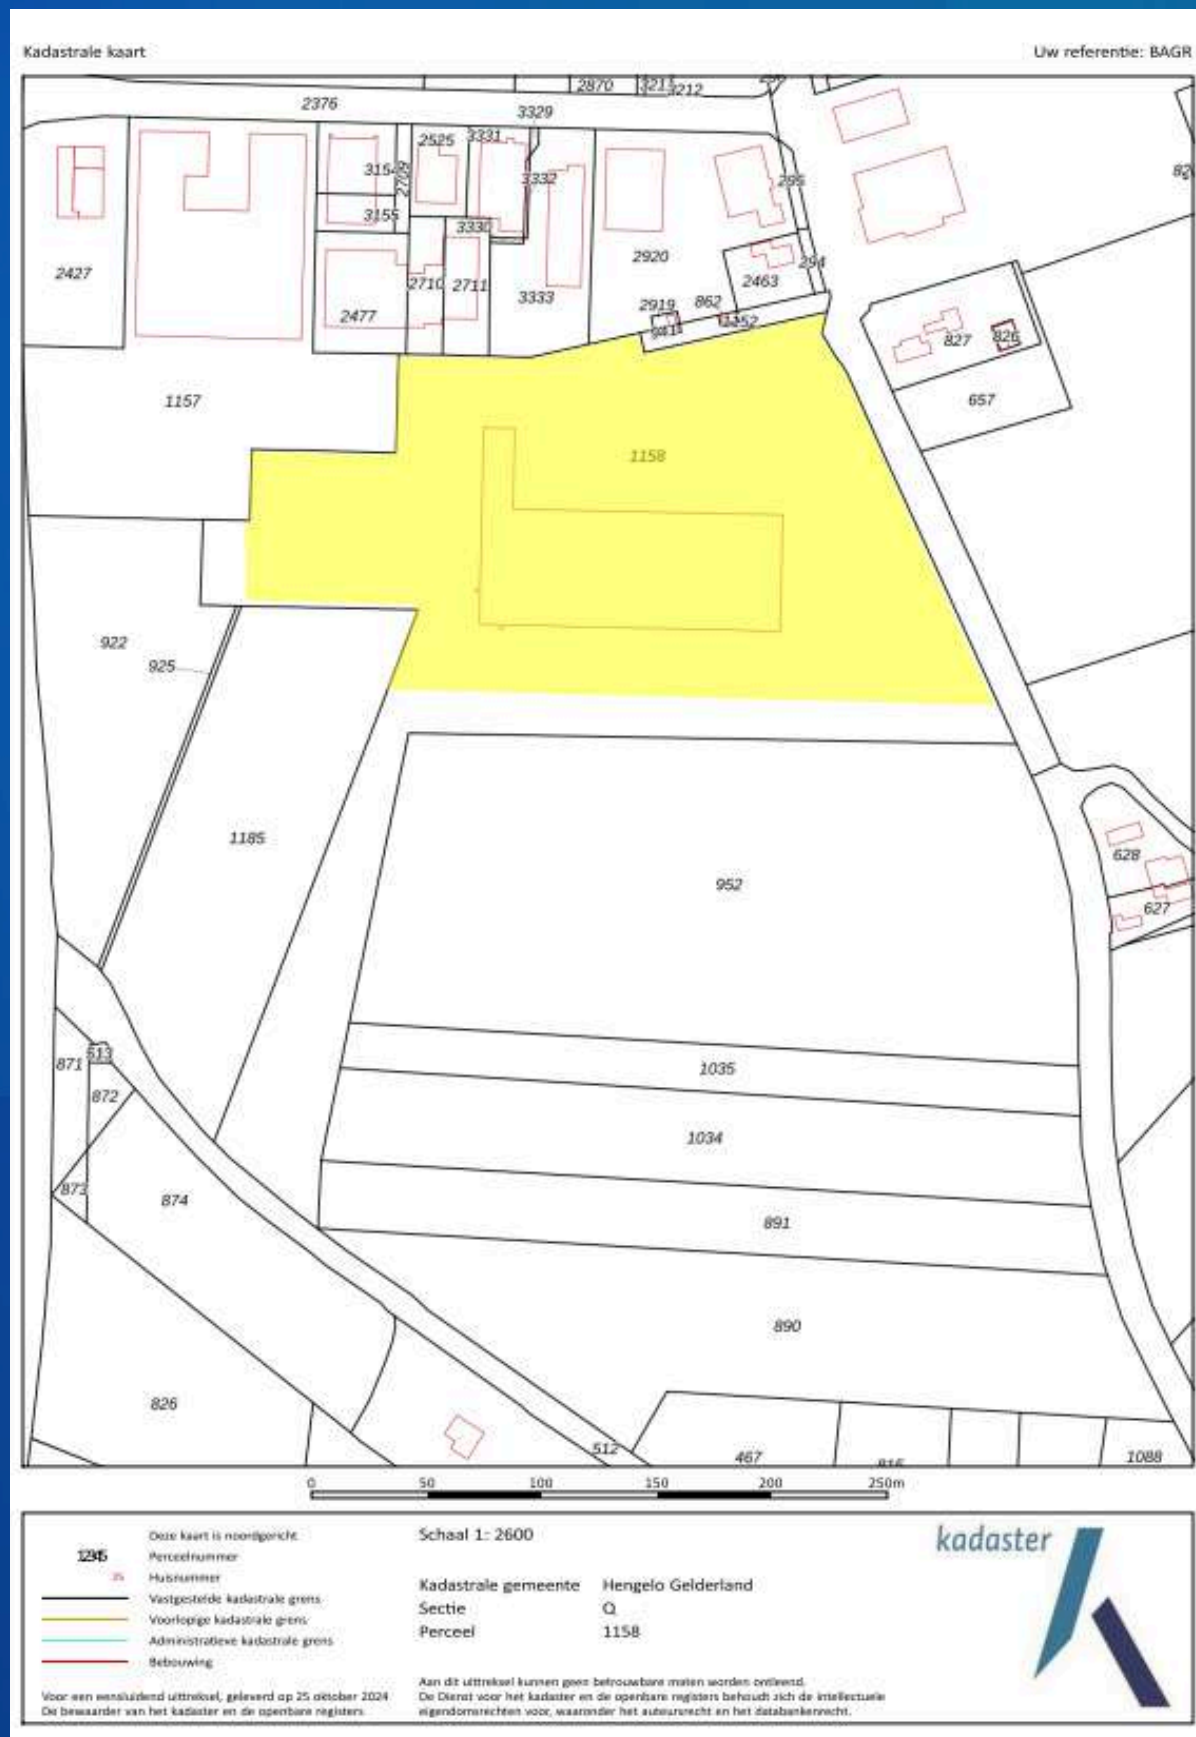 Kadastrale kaart
Uw referentie: BAGR
2870
3212
2376
3329
2525
3331
3154
2709
3332
295
3155
3330
2427
2710
2711
3333
2920
2463
294
2477
2919
862
941
1252
827
826
657
1157
1158
922
925
1185
952
628
627
871
513
872
1035
1034
873
874
891
890
826
512
467
1088
0
50
100
150
200
250m
Deze kaart is noordgericht
12345
Perceelnummer
25
Huisnummer
Vastgestelde kadastrale grens
Voorlopige kadastrale grens
Administratieve kadastrale grens
Bebouwing
Voor een eensluidend uittreksel, geleverd op 25 oktober 2024
De bewaarder van het kadaster en de openbare registers
Schaal 1: 2600
Kadastrale gemeente Hengelo Gelderland
Sectie Q
Perceel 1158
Aan dit uittreksel kunnen geen betrouwbare maten worden ontleend.
De Dienst voor het kadaster en de openbare registers behoudt zich de intellectuele
eigendomsrechten voor, waaronder het auteursrecht en het databankenrecht.
kadaster